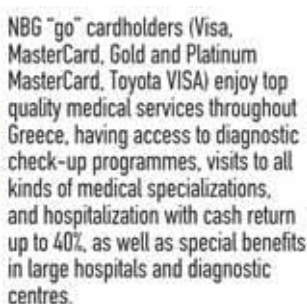 NBG "go" cardholders (Visa,
MasterCard, Gold and Platinum
MasterCard, Toyota VISA) enjoy top
quality medical services throughout
Greece, having access to diagnostic
check-up programmes, visits to all
kinds of medical specializations,
and hospitalization with cash return
up to 40%, as well as special benefits
in large hospitals and diagnostic
centres.